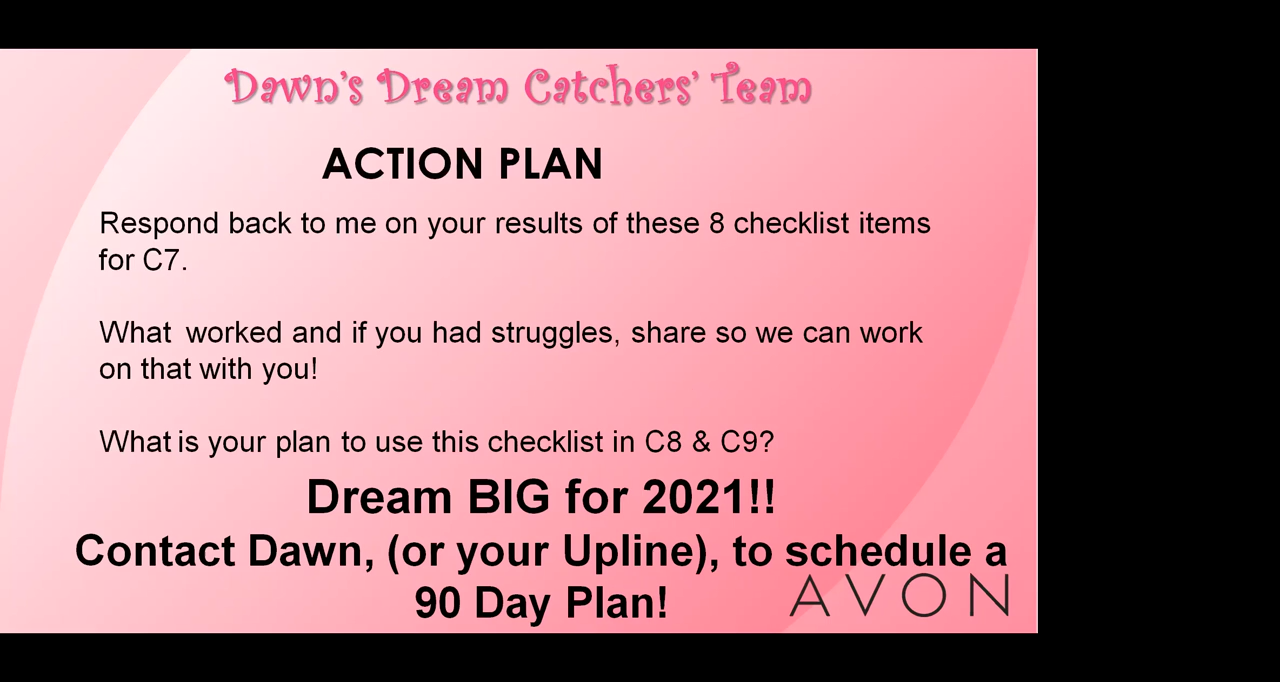 Dawn's Dream Catchers' Team
ACTION PLAN
Respond back to me on your results of these 8 checklist items
for C7.
What worked and if you had struggles, share so we can work
on that with you!
What is your plan to use this checklist in C8 & C9?
Dream BIG for 2021!!
Contact Dawn, (or your Upline), to schedule a
90 Day Plan!
AVON